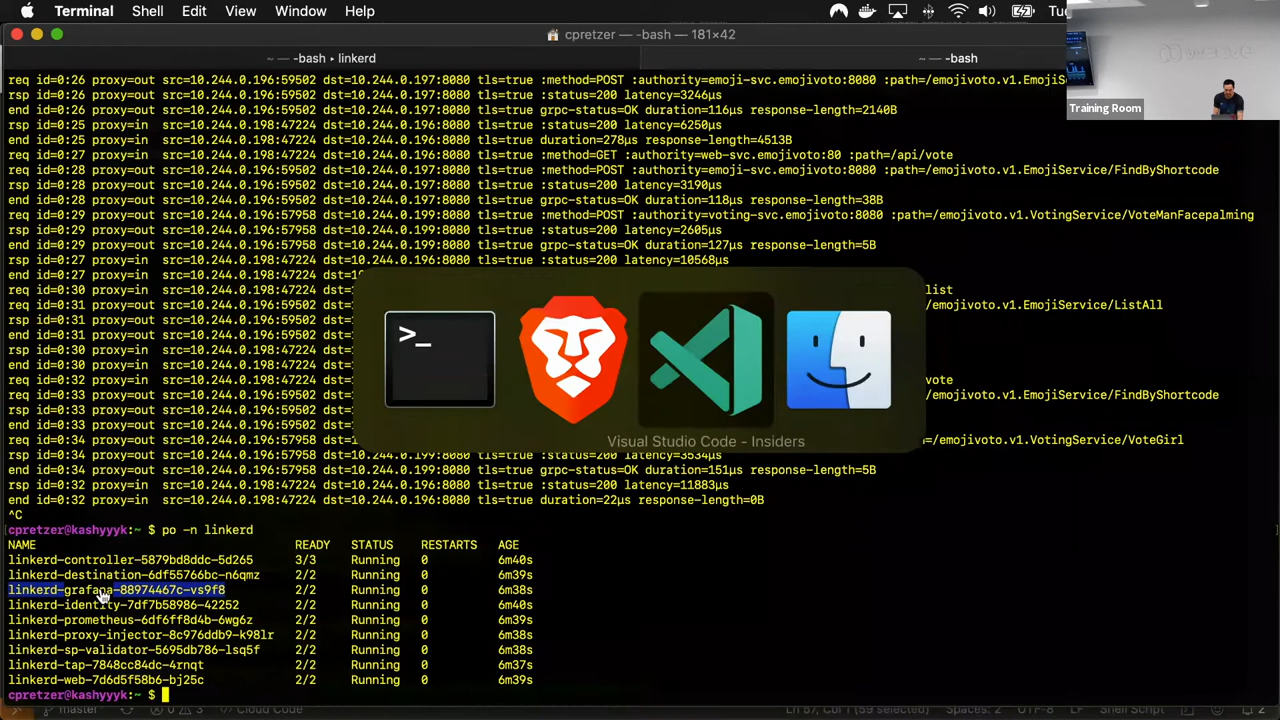 Terminal Shell Edit View Window Help Tu
cpretzer — -bash — 181×42
~ — -bash ▸ linkerd ~ — -bash
req id=0:26 proxy=out src=10.244.0.196:59502 dst=10.244.0.197:8080 tls=true :method=POST :authority=emoji-svc.emojivoto:8080 :path=/emojivoto.v1.EmojiS
rsp id=0:26 proxy=out src=10.244.0.196:59502 dst=10.244.0.197:8080 tls=true :status=200 latency=3246µs
end id=0:26 proxy=out src=10.244.0.196:59502 dst=10.244.0.197:8080 tls=true grpc-status=OK duration=116µs response-length=2140B
rsp id=0:25 proxy=in src=10.244.0.198:47224 dst=10.244.0.196:8080 tls=true :status=200 latency=6250µs
end id=0:25 proxy=in src=10.244.0.198:47224 dst=10.244.0.196:8080 tls=true duration=278µs response-length=4513B
req id=0:27 proxy=in src=10.244.0.198:47224 dst=10.244.0.196:8080 tls=true :method=GET :authority=web-svc.emojivoto:80 :path=/api/vote
req id=0:28 proxy=out src=10.244.0.196:59502 dst=10.244.0.197:8080 tls=true :method=POST :authority=emoji-svc.emojivoto:8080 :path=/emojivoto.v1.EmojiService/FindByShortcode
rsp id=0:28 proxy=out src=10.244.0.196:59502 dst=10.244.0.197:8080 tls=true :status=200 latency=3190µs
end id=0:28 proxy=out src=10.244.0.196:59502 dst=10.244.0.197:8080 tls=true grpc-status=OK duration=118µs response-length=38B
req id=0:29 proxy=out src=10.244.0.196:57958 dst=10.244.0.199:8080 tls=true :method=POST :authority=voting-svc.emojivoto:8080 :path=/emojivoto.v1.VotingService/VoteManFacepalming
rsp id=0:29 proxy=out src=10.244.0.196:57958 dst=10.244.0.199:8080 tls=true :status=200 latency=2605µs
end id=0:29 proxy=out src=10.244.0.196:57958 dst=10.244.0.199:8080 tls=true grpc-status=OK duration=127µs response-length=5B
rsp id=0:27 proxy=in src=10.244.0.198:47224 dst=10.244.0.196:8080 tls=true :status=200 latency=10568µs
end id=0:27 proxy=in src=10.244.0.198:47224 dst=1
req id=0:30 proxy=in src=10.244.0.198:47224 dst=1 list
req id=0:31 proxy=out src=10.244.0.196:59502 dst=1 =/emojivoto.v1.EmojiService/ListAll
rsp id=0:31 proxy=out src=10.244.0.196:59502 dst=1
end id=0:31 proxy=out src=10.244.0.196:59502 dst=1
rsp id=0:30 proxy=in src=10.244.0.198:47224 dst=1
end id=0:30 proxy=in src=10.244.0.198:47224 dst=1
req id=0:32 proxy=in src=10.244.0.198:47224 dst=1 vote
req id=0:33 proxy=out src=10.244.0.196:59502 dst=1 =/emojivoto.v1.EmojiService/FindByShortcode
rsp id=0:33 proxy=out src=10.244.0.196:59502 dst=1
end id=0:33 proxy=out src=10.244.0.196:59502 dst=1
req id=0:34 proxy=out src=10.244.0.196:57958 dst=1 =/emojivoto.v1.VotingService/VoteGirl
Visual Studio Code - Insiders
rsp id=0:34 proxy=out src=10.244.0.196:57958 dst=10.244.0.199:8080 tls=true :status=200 latency=3534µs
end id=0:34 proxy=out src=10.244.0.196:57958 dst=10.244.0.199:8080 tls=true grpc-status=OK duration=151µs response-length=5B
rsp id=0:32 proxy=in src=10.244.0.198:47224 dst=10.244.0.196:8080 tls=true :status=200 latency=11883µs
end id=0:32 proxy=in src=10.244.0.198:47224 dst=10.244.0.196:8080 tls=true duration=22µs response-length=0B
^C
cpretzer@kashyyyk:~ $ po -n linkerd
NAME READY STATUS RESTARTS AGE
linkerd-controller-5879bd8ddc-5d265 3/3 Running 0 6m40s
linkerd-destination-6df55766bc-n6qmz 2/2 Running 0 6m39s
linkerd-grafana-88974467c-vs9f8 2/2 Running 0 6m38s
linkerd-identity-7df7b58986-42252 2/2 Running 0 6m40s
linkerd-prometheus-6df6ff8d4b-6wg6z 2/2 Running 0 6m39s
linkerd-proxy-injector-8c976ddb9-k98lr 2/2 Running 0 6m38s
linkerd-sp-validator-5695db786-lsq5f 2/2 Running 0 6m38s
linkerd-tap-7848cc84dc-4rnqt 2/2 Running 0 6m37s
linkerd-web-7d6d5f58b6-bj25c 2/2 Running 0 6m39s
cpretzer@kashyyyk:~ $
master* 0 3 Cloud Code Ln 57, Col 1 (59 selected) Spaces: 2 UTF-8 LF Shell Script 2
Training Room